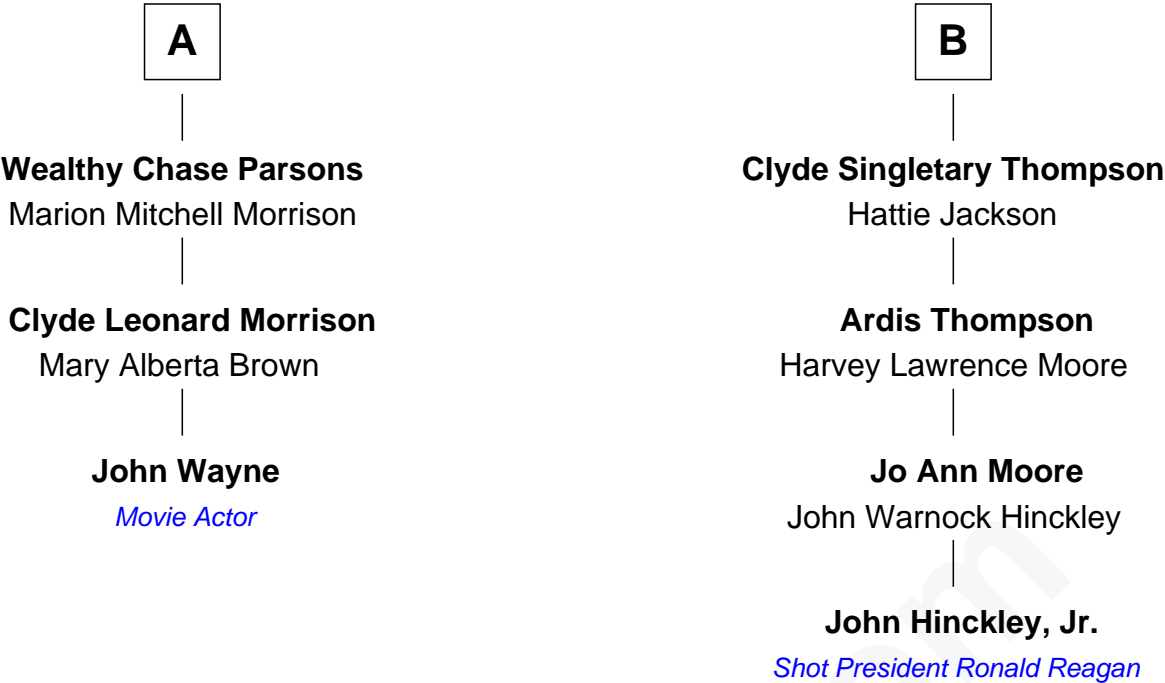 A
Wealthy Chase Parsons
Marion Mitchell Morrison
Clyde Leonard Morrison
Mary Alberta Brown
John Wayne
Movie Actor
B
Clyde Singletary Thompson
Hattie Jackson
Ardis Thompson
Harvey Lawrence Moore
Jo Ann Moore
John Warnock Hinckley
John Hinckley, Jr.
Shot President Ronald Reagan